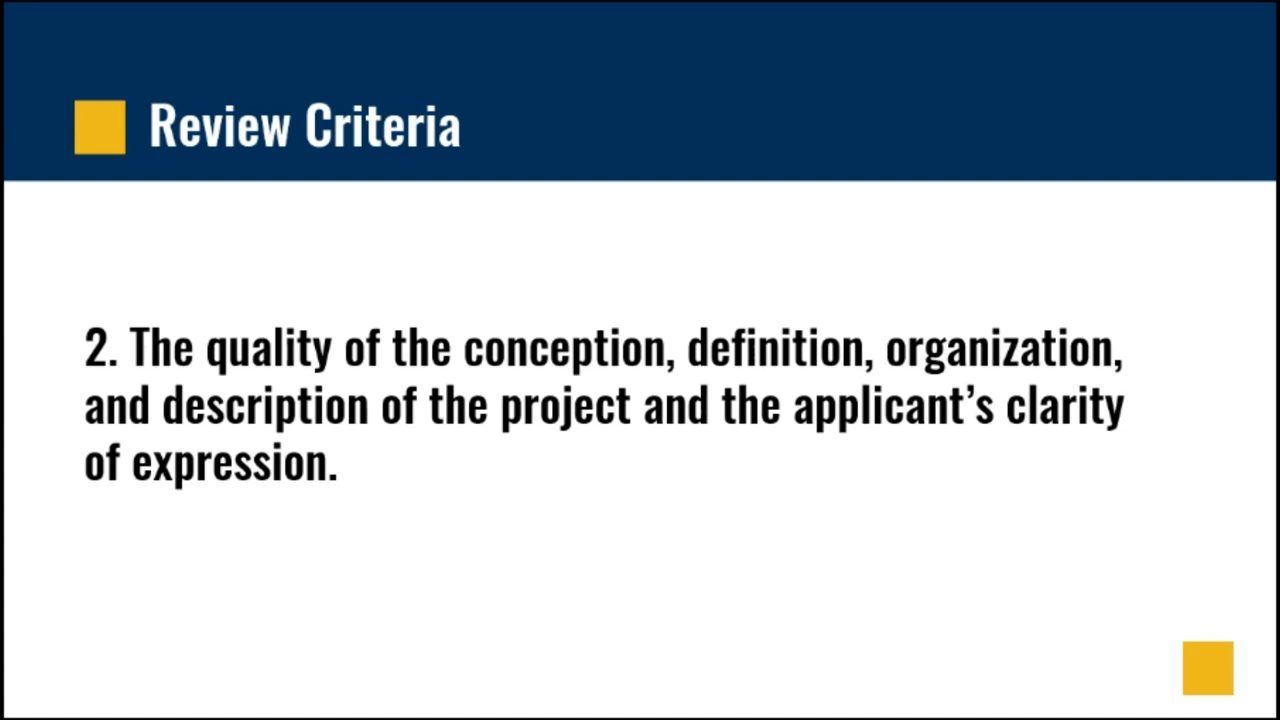 Review Criteria
2. The quality of the conception, definition, organization,
and description of the project and the applicant’s clarity
of expression.